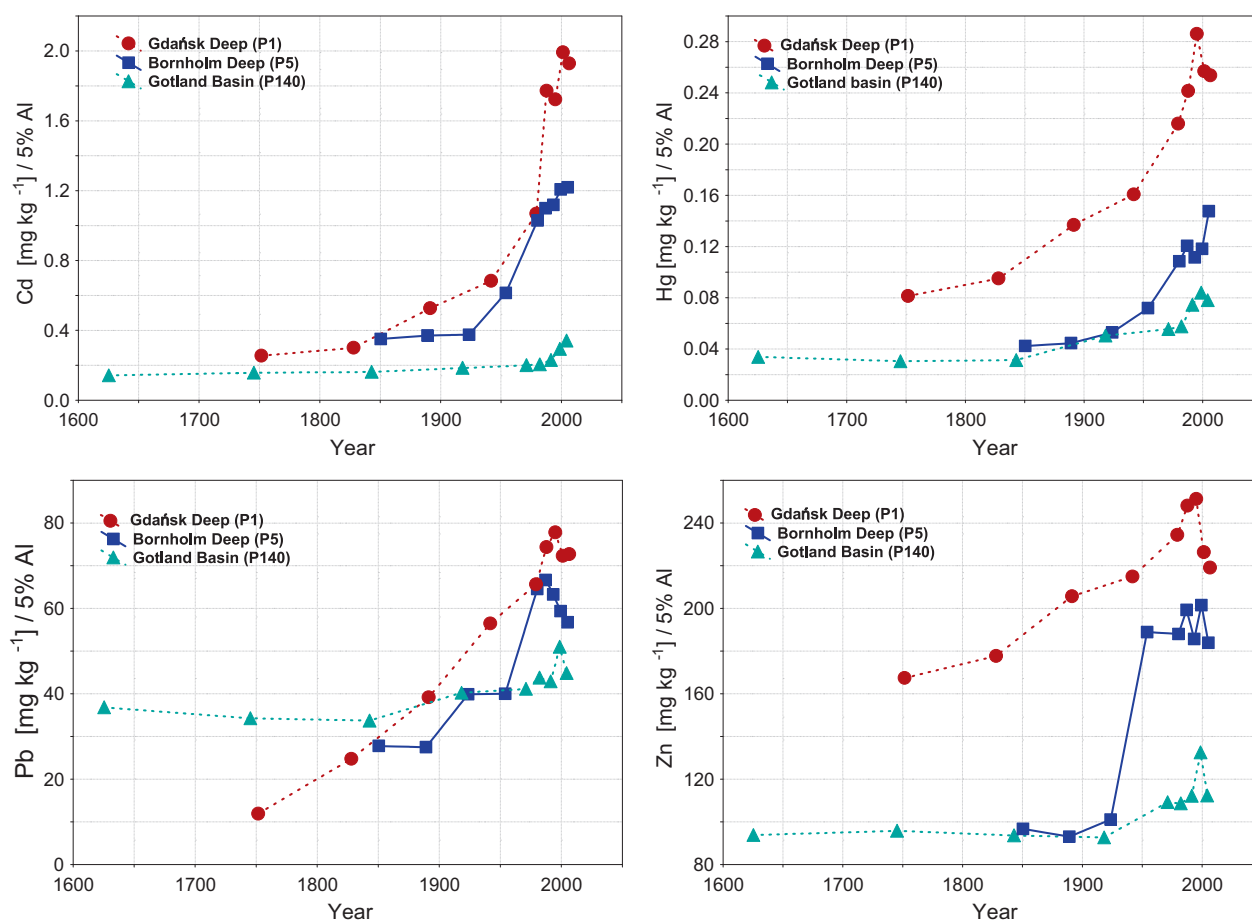 Cd [mg kg -1] / 5% Al
2.0
1.6
1.2
0.8
0.4
0.0
Gdańsk Deep (P1)
Bornholm Deep (P5)
Gotland Basin (P140)
1600 1700 1800 1900 2000
Year
Hg [mg kg -1] / 5% Al
0.28
0.24
0.20
0.16
0.12
0.08
0.04
0.00
Gdańsk Deep (P1)
Bornholm Deep (P5)
Gotland basin (P140)
1600 1700 1800 1900 2000
Year
Pb [mg kg -1] / 5% Al
80
60
40
20
0
Gdańsk Deep (P1)
Bornholm Deep (P5)
Gotland Basin (P140)
1600 1700 1800 1900 2000
Year
Zn [mg kg -1] / 5% Al
240
200
160
120
80
Gdańsk Deep (P1)
Bornholm Deep (P5)
Gotland Basin (P140)
1600 1700 1800 1900 2000
Year